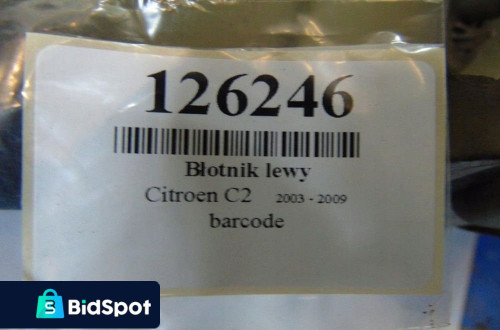 126246
Błotnik lewy
Citroen C2 2003 - 2009
barcode
S BidSpot